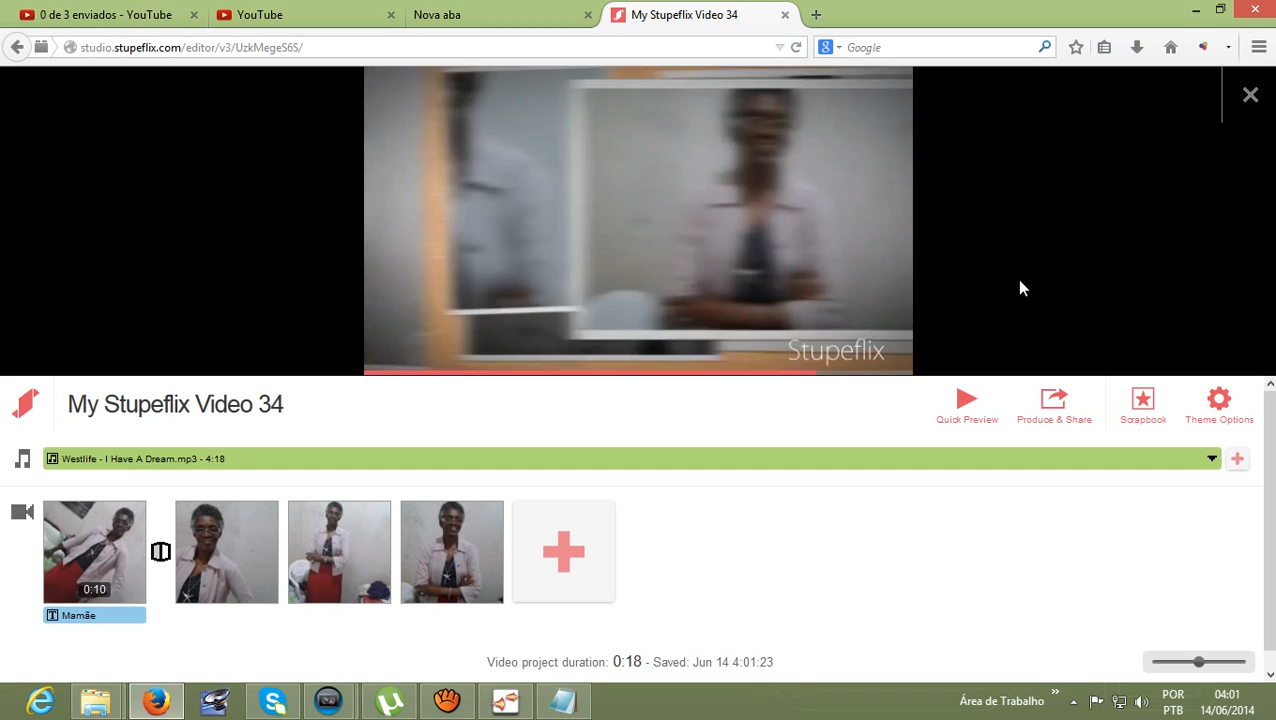 0 de 3 enviados - YouTube
YouTube
Nova aba
My Stupeflix Video 34
studio.stupeflix.com/editor/v3/UzkMegeS6S/
Google
Stupeflix
My Stupeflix Video 34
Quick Preview
Produce & Share
Scrapbook
Theme Options
Westlife - I Have A Dream.mp3 - 4:18
0:10
T Mamãe
Video project duration: 0:18 - Saved: Jun 14 4:01:23
Área de Trabalho
POR
PTB
04:01
14/06/2014